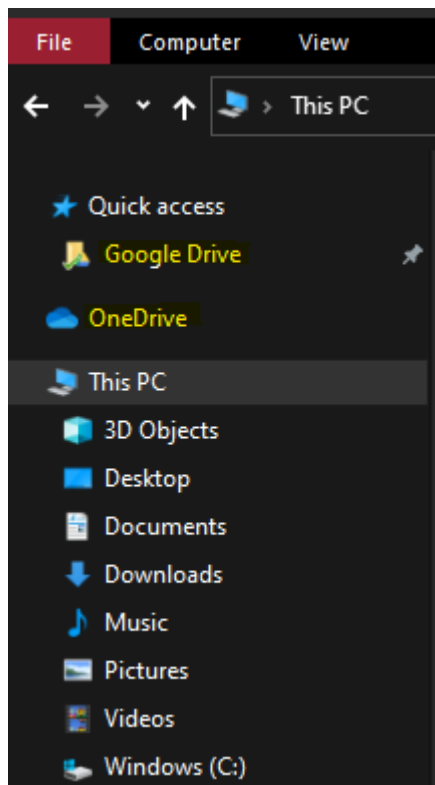 File Computer View
This PC
Quick access
Google Drive
OneDrive
This PC
3D Objects
Desktop
Documents
Downloads
Music
Pictures
Videos
Windows (C:)